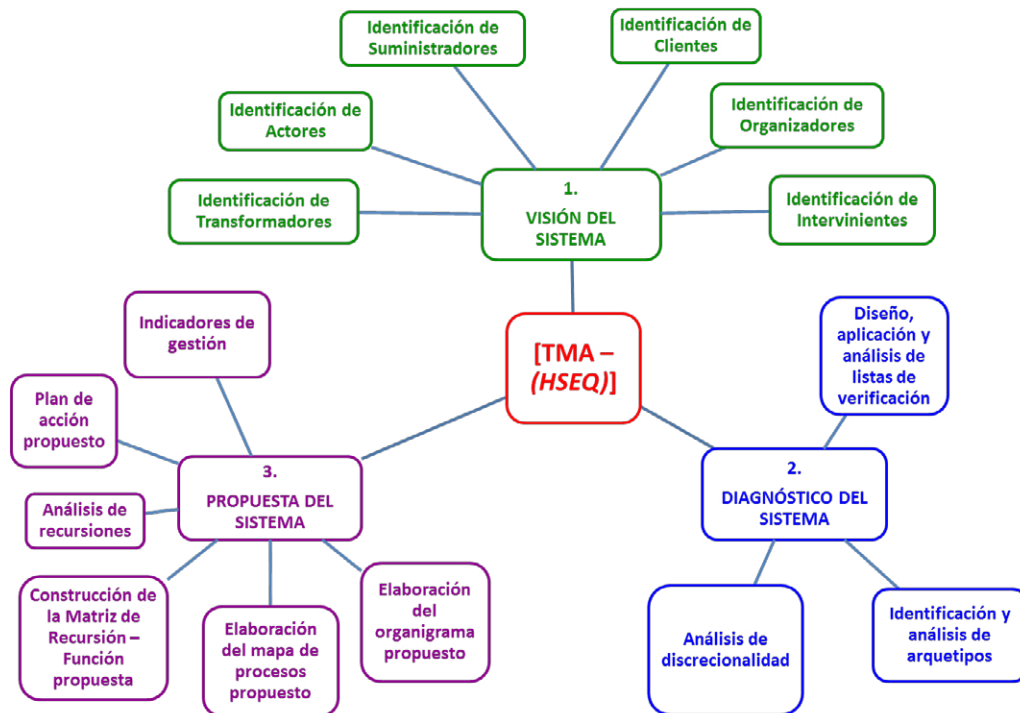 Identificación de
Suministradores
Identificación de
Clientes
Identificación de
Actores
Identificación de
Organizadores
Identificación de
Transformadores
1.
VISIÓN DEL
SISTEMA
Identificación de
Intervinientes
Indicadores de
gestión
[TMA –
(HSEQ)]
Diseño,
aplicación y
análisis de
listas de
verificación
Plan de
acción
propuesto
3.
PROPUESTA DEL
SISTEMA
2.
DIAGNÓSTICO DEL
SISTEMA
Análisis de
recursiones
Construcción de
la Matriz de
Recursión –
Función
propuesta
Elaboración
del mapa de
procesos
propuesto
Elaboración
del
organigrama
propuesto
Análisis de
discrecionalidad
Identificación y
análisis de
arquetipos